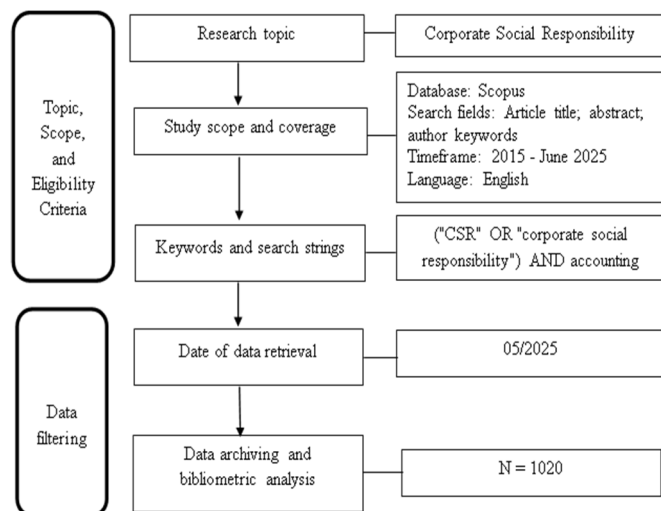 Research topic
Corporate Social Responsibility
Topic,
Scope,
and
Eligibility
Criteria
Study scope and coverage
Database: Scopus
Search fields: Article title; abstract;
author keywords
Timeframe: 2015 - June 2025
Language: English
Keywords and search strings
("CSR" OR "corporate social
responsibility") AND accounting
Data
filtering
Date of data retrieval
05/2025
Data archiving and
bibliometric analysis
N = 1020